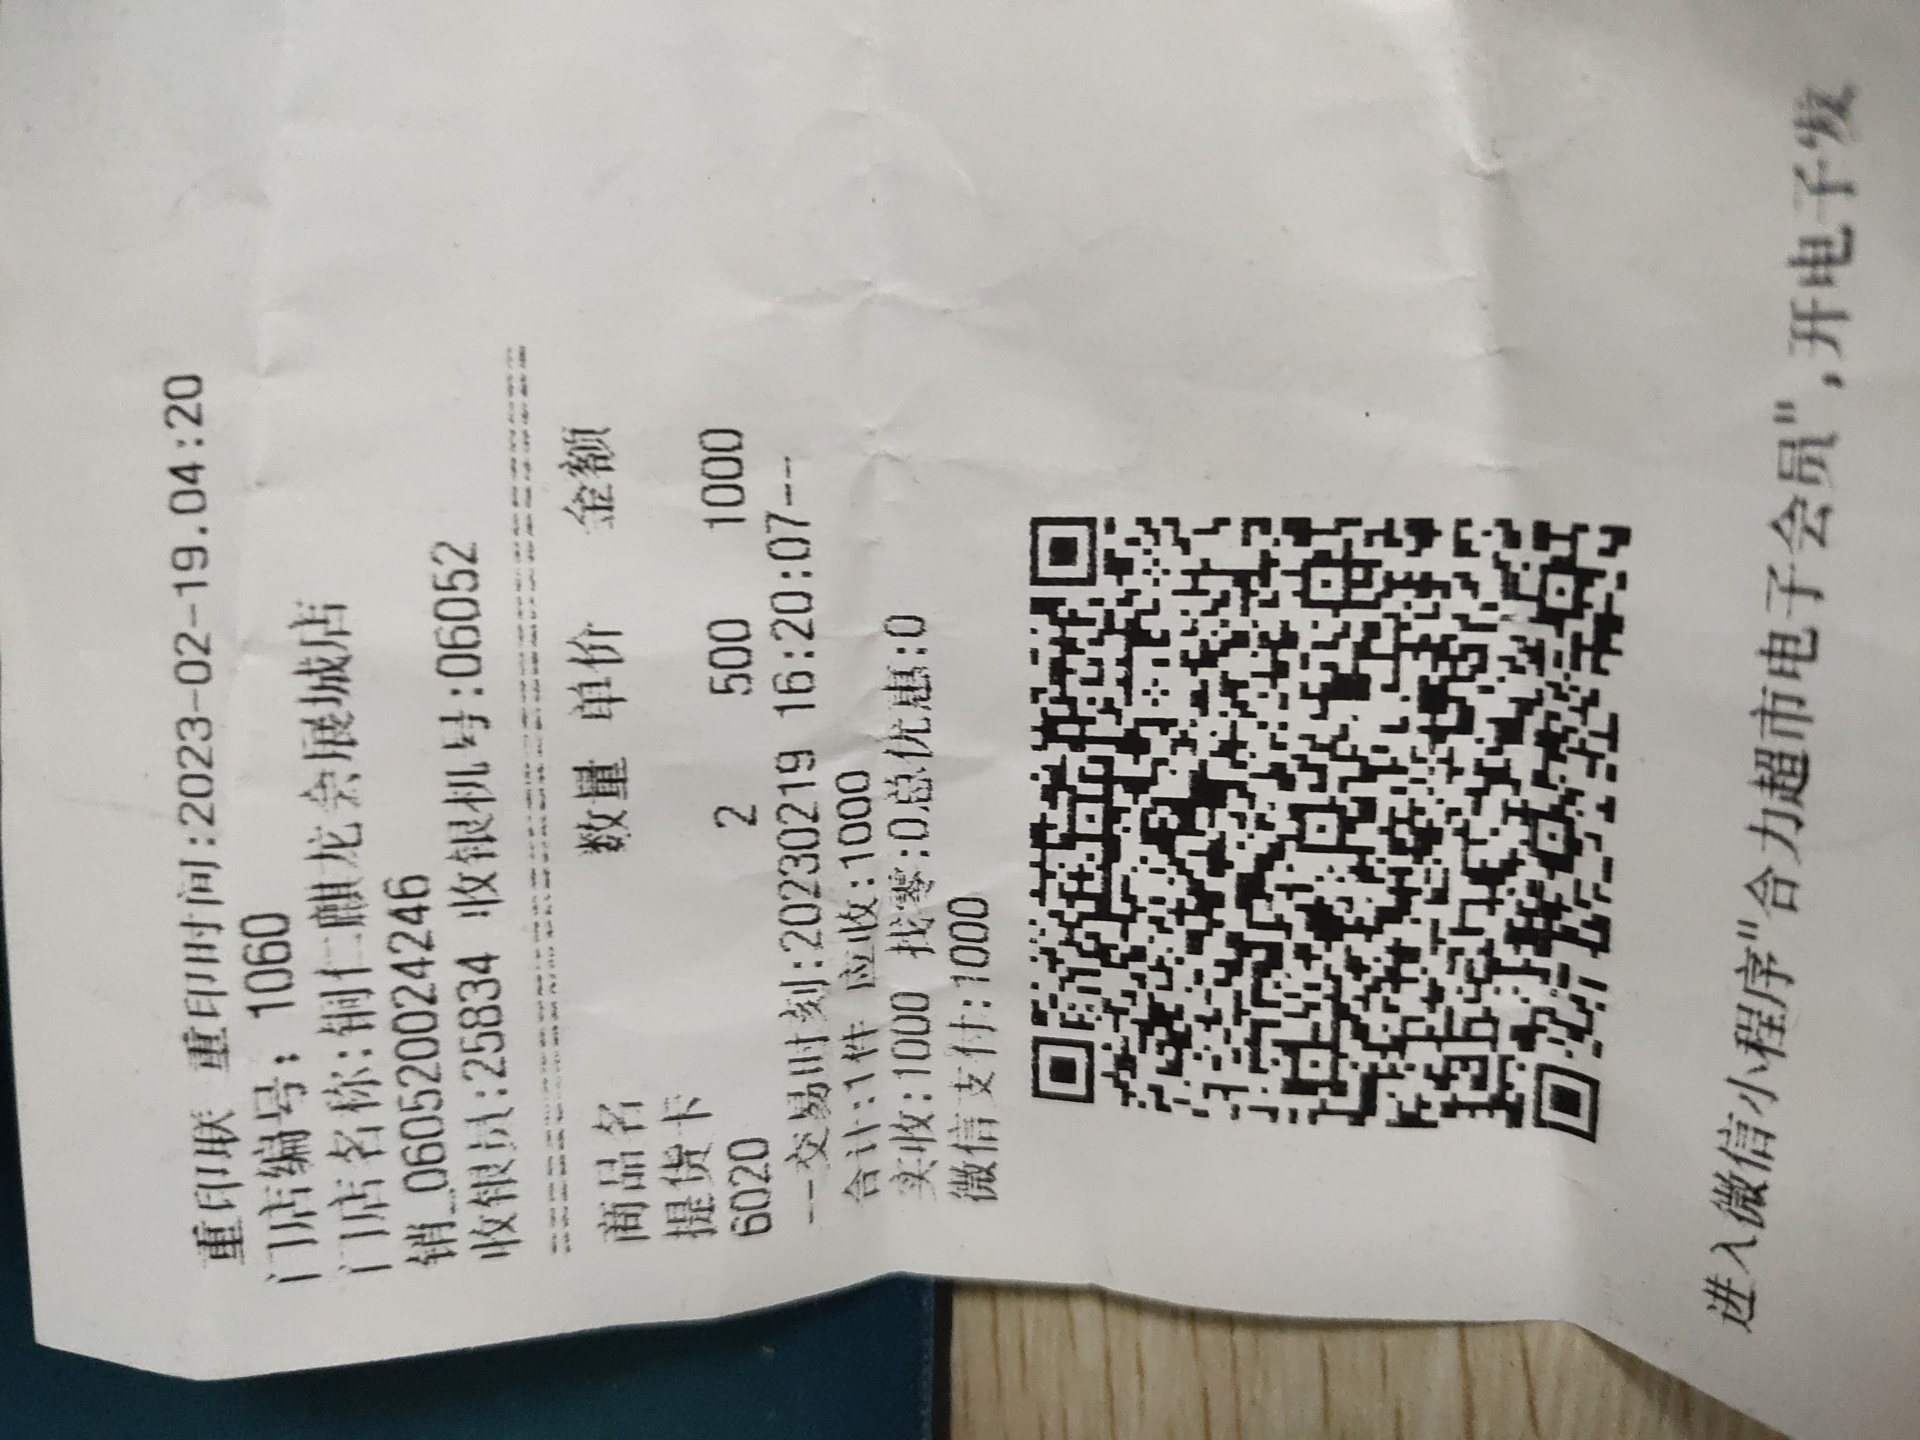 重印联 重印时间:2023-02-19.04:20
门店编号: 1060
门店名称:铜仁麒龙会展城店
销_060520024246
收银员:25834 收银机号:06052
商品名 数量 单价 金额
提货卡
6020 2 500 1000
--交易时刻:20230219 16:20:07--
合计:1件 应收:1000
实收:1000 找零:0总优惠:0
微信支付:1000
进入微信小程序"合力超市电子会员",开电子发